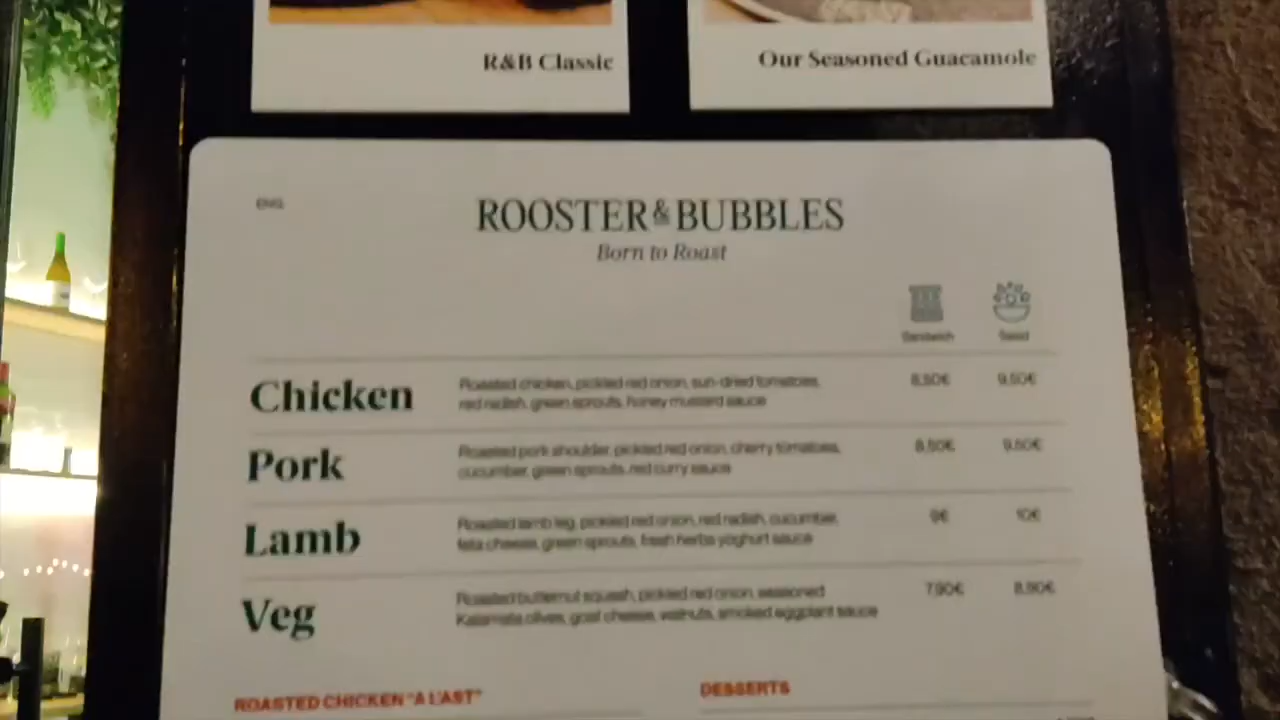 R&B Classic
Our Seasoned Guacamole
ENG
ROOSTER & BUBBLES
Born to Roast
Sandwich
Salad
Chicken
Roasted chicken, pickled red onion, sun-dried tomatoes,
red radish, green sprouts, honey mustard sauce
8,50€
9,50€
Pork
Roasted pork shoulder, pickled red onion, cherry tomatoes,
cucumber, green sprouts, red curry sauce
8,50€
9,50€
Lamb
Roasted lamb leg, pickled red onion, red radish, cucumber,
feta cheese, green sprouts, fresh herbs yoghurt sauce
9€
10€
Veg
Roasted butternut squash, pickled red onion, seasoned
Kalamata olives, goat cheese, walnuts, smoked eggplant sauce
7,90€
8,90€
ROASTED CHICKEN "A L'AST"
DESSERTS